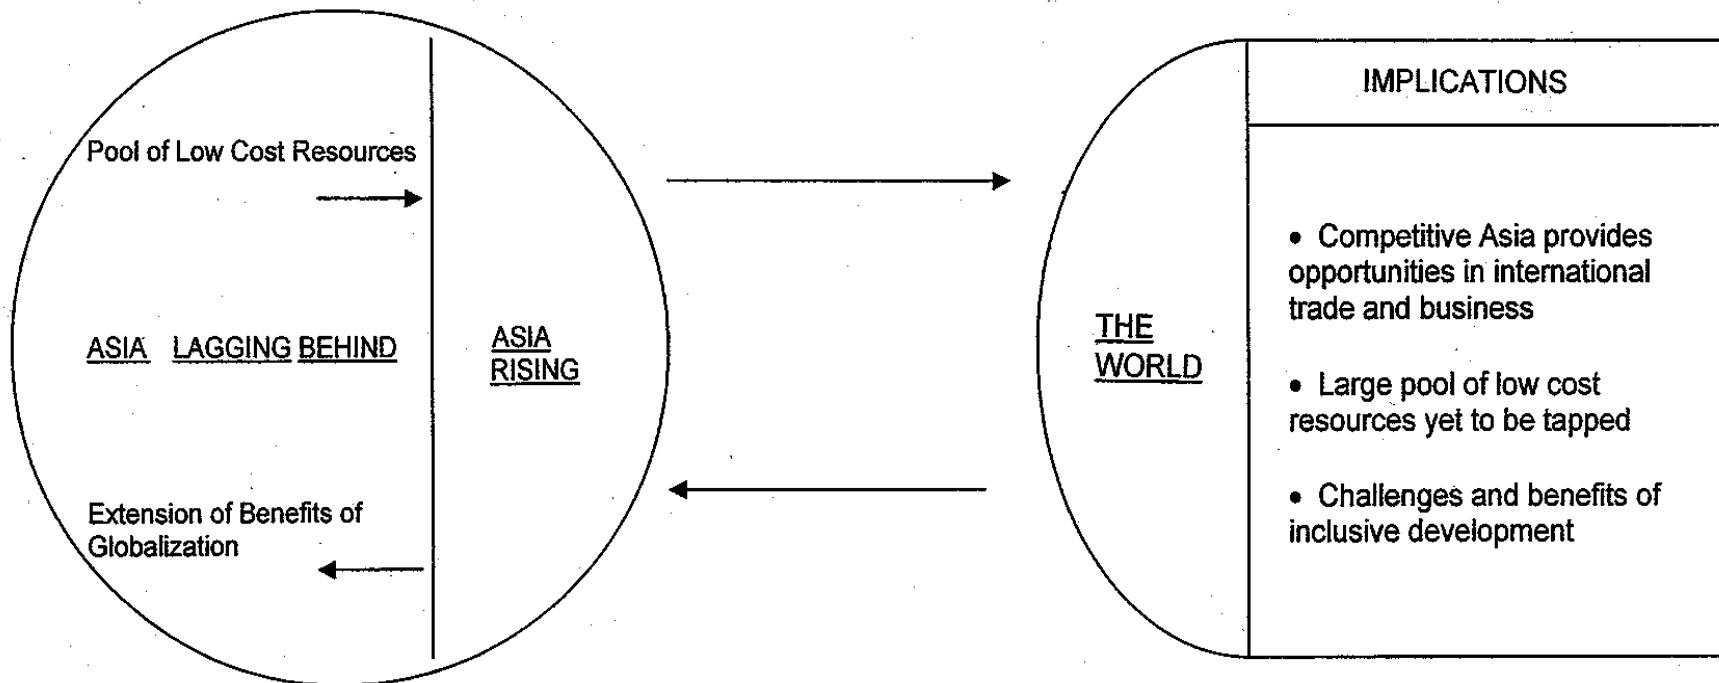 Pool of Low Cost Resources
ASIA LAGGING BEHIND
Extension of Benefits of
Globalization
ASIA
RISING
THE
WORLD
IMPLICATIONS
• Competitive Asia provides
opportunities in international
trade and business
• Large pool of low cost
resources yet to be tapped
• Challenges and benefits of
inclusive development